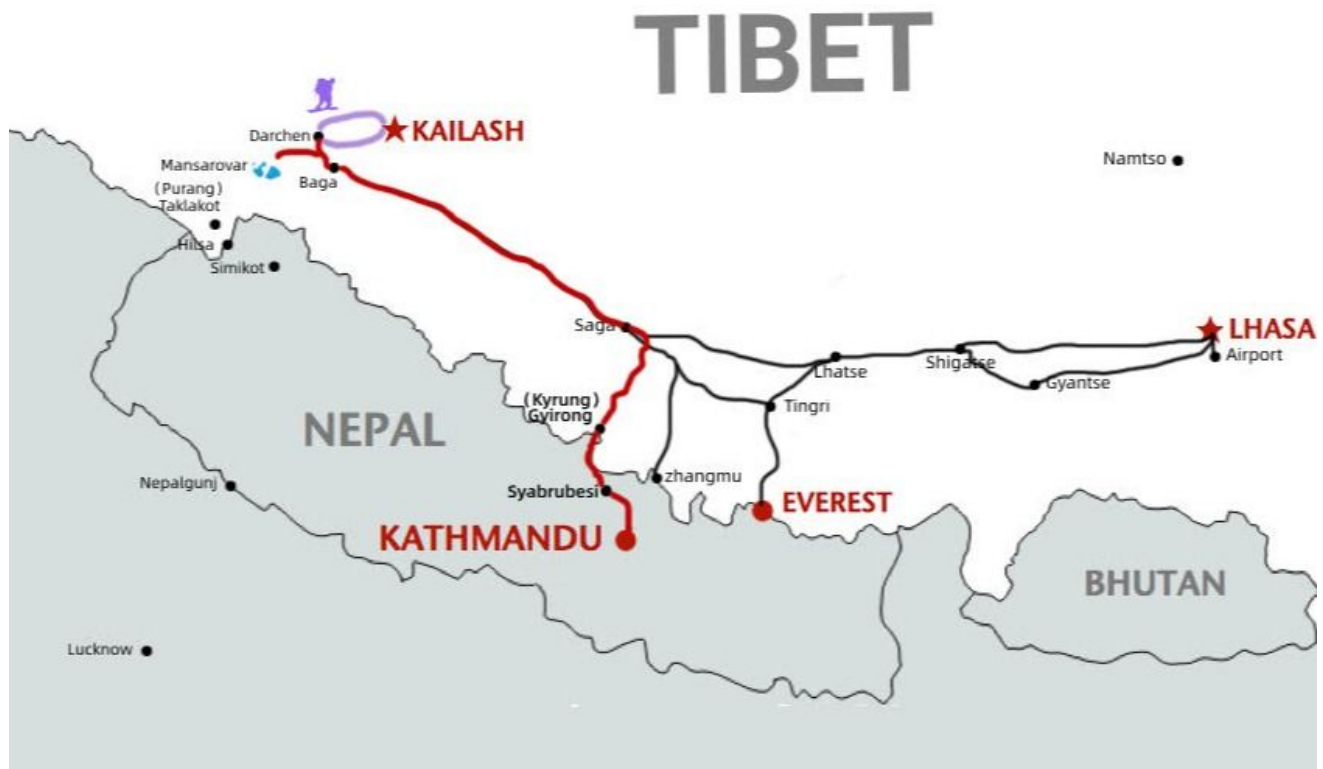 TIBET
KAILASH
Darchen
Mansarovar
Baga
(Purang)
Taklakot
Hilsa
Simikot
Namtso
Saga
LHASA
Airport
Lhatse
Shigatse
Gyantse
Tingri
(Kyrung)
Gyirong
NEPAL
Nepalgunj
zhangmu
Syabrubesi
EVEREST
KATHMANDU
BHUTAN
Lucknow